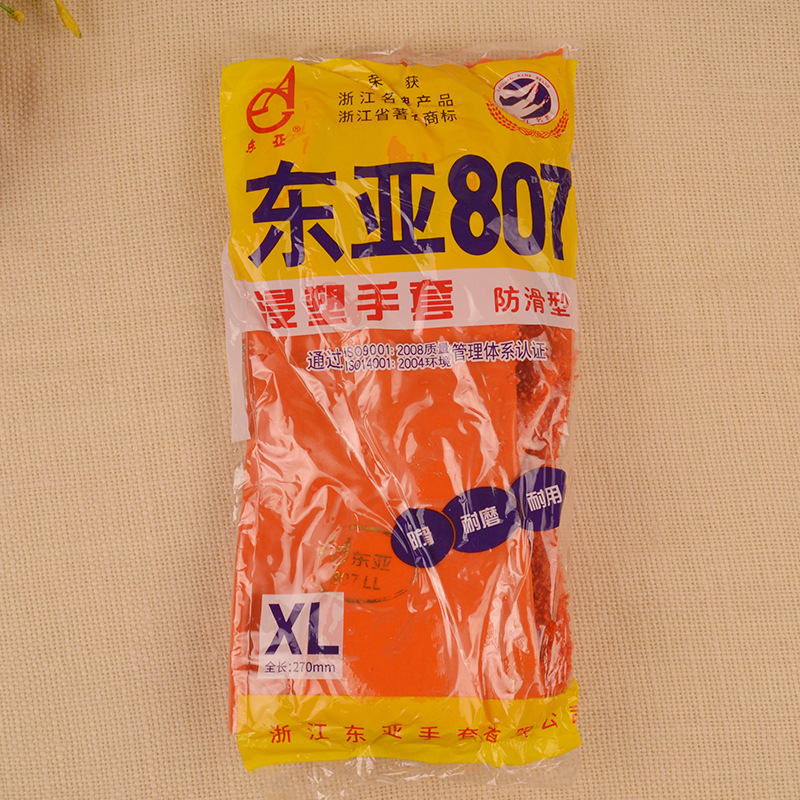 荣获
浙江名牌产品
浙江省著名商标
东亚®
东亚807
浸塑手套 防滑型
通过ISO9001:2008质量管理体系认证
ISO14001:2004环境
防滑 耐磨 耐用
东亚
807 LL
XL
全长:270mm
浙江东亚手套有限公司